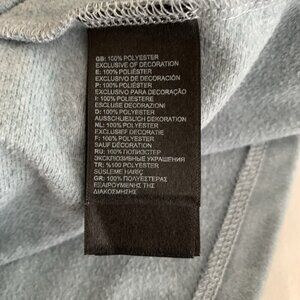 GB: 100% POLYESTER
EXCLUSIVE OF DECORATION
E: 100% POLIÉSTER
EXCLUSIVO DE DECORACIÓN
P: 100% POLIÉSTER
EXCLUSIVO PARA DECORAÇÃO
I: 100% POLIESTERE
ESCLUSE DECORAZIONI
D: 100% POLYESTER
AUSSCHLIEßLICH DEKORATION
NL: 100% POLYESTER
EXCLUSIEF DECORATIE
F: 100% POLYESTER
SAUF DÉCORATION
RU: 100% ПОЛИЭСТЕР
ЭКСКЛЮЗИВНЫЕ УКРАШЕНИЯ
TR: %100 POLYESTER
SÜSLEME HARİÇ
GR: 100% ΠΟΛΥΕΣΤΕΡΑΣ
ΕΞΑΙΡΟΥΜΕΝΗΣ ΤΗΣ
ΔΙΑΚΟΣΜΗΣΗΣ